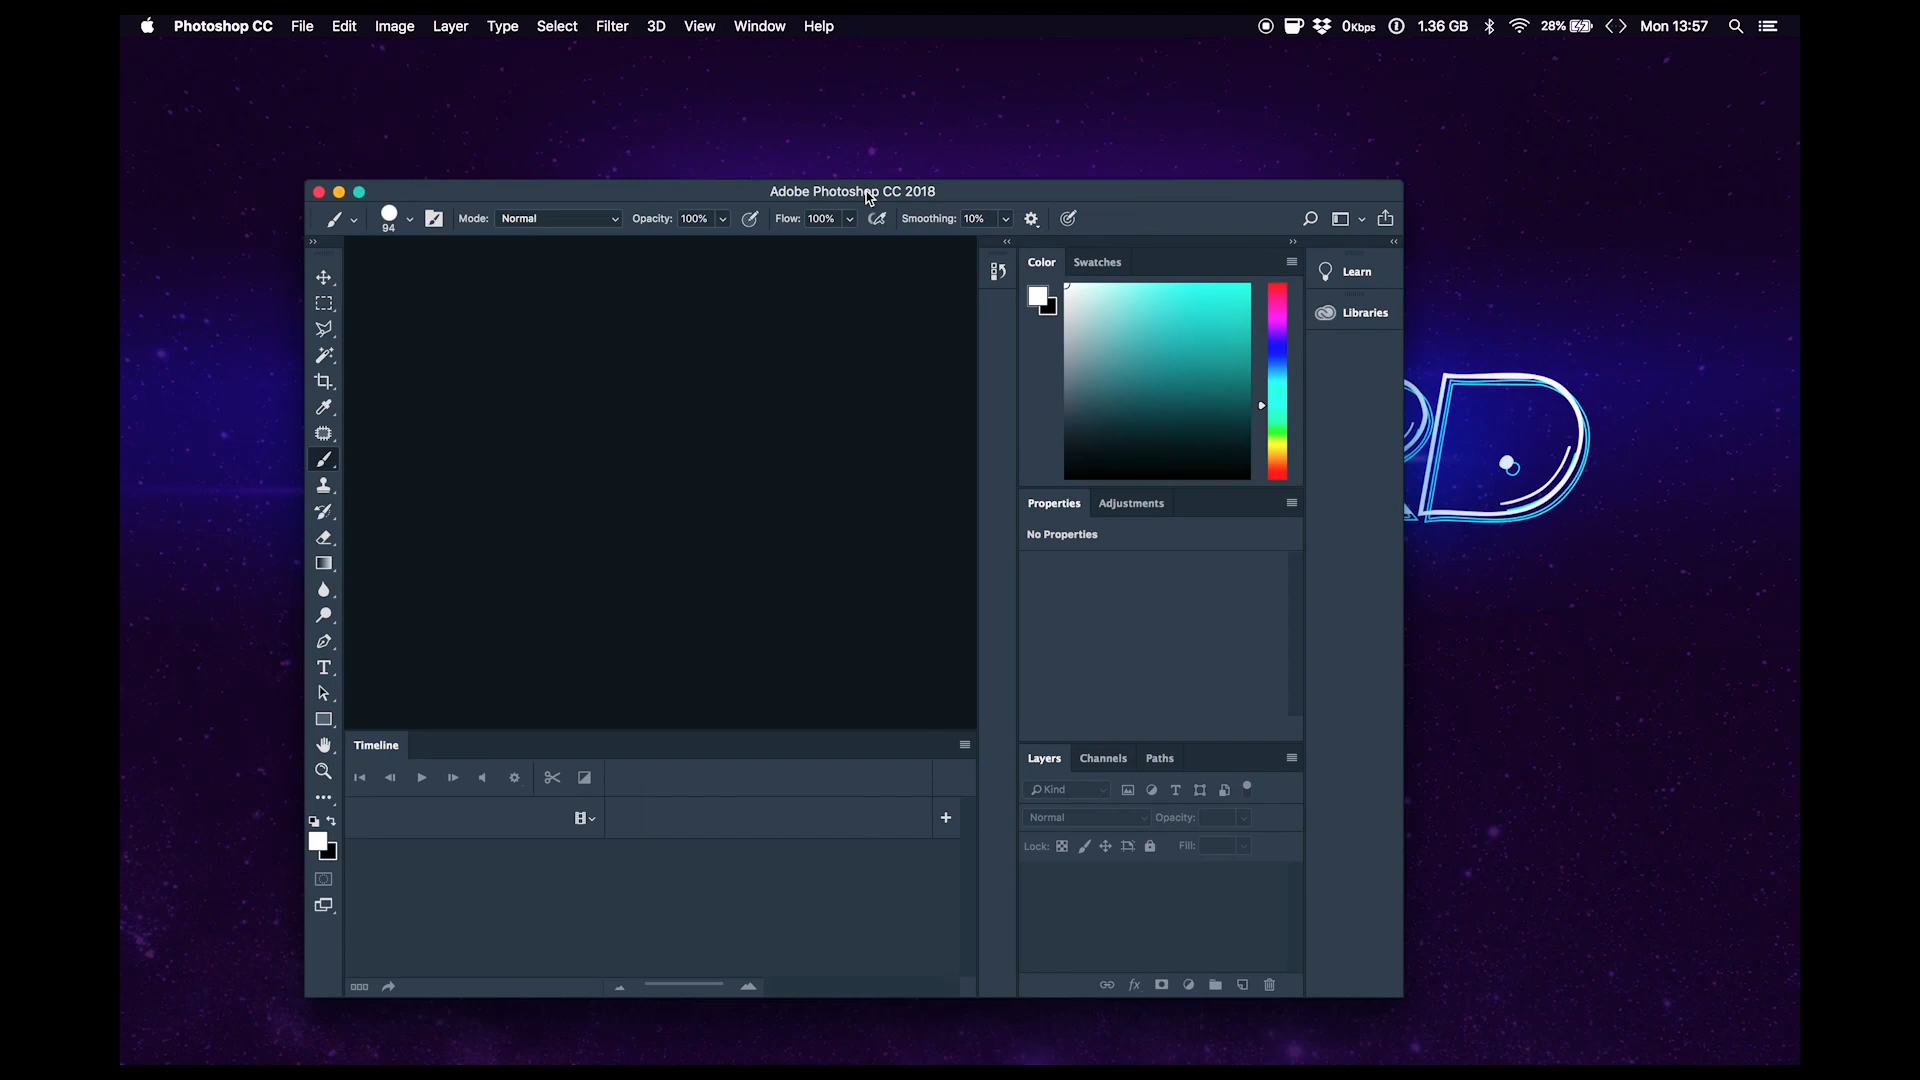 Photoshop CC File Edit Image Layer Type Select Filter 3D View Window Help 0Kbps 1.36 GB 28% Mon 13:57
Adobe Photoshop CC 2018
94 Mode: Normal Opacity: 100% Flow: 100% Smoothing: 10%
Color Swatches
Learn
Libraries
Properties Adjustments
No Properties
Timeline
Layers Channels Paths
Kind
Normal Opacity:
Lock: Fill:
D